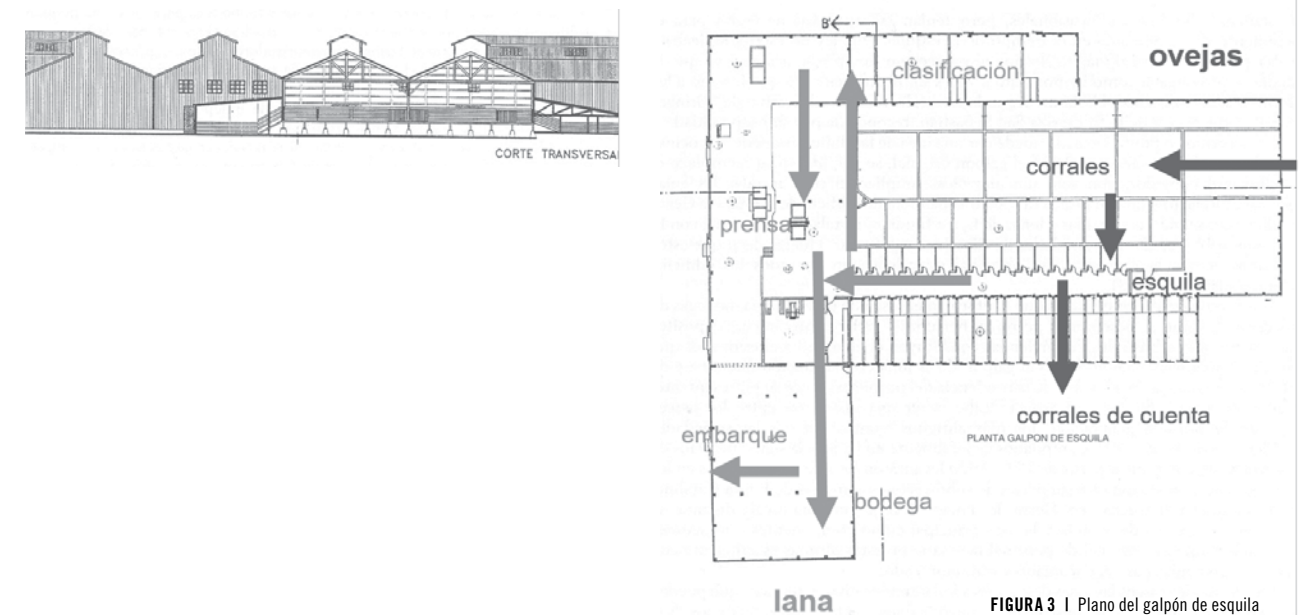 CORTE TRANSVERSA
B'
ovejas
clasificación
corrales
prensa
esquila
corrales de cuenta
PLANTA GALPON DE ESQUILA
embarque
bodega
lana
FIGURA 3 | Plano del galpón de esquila